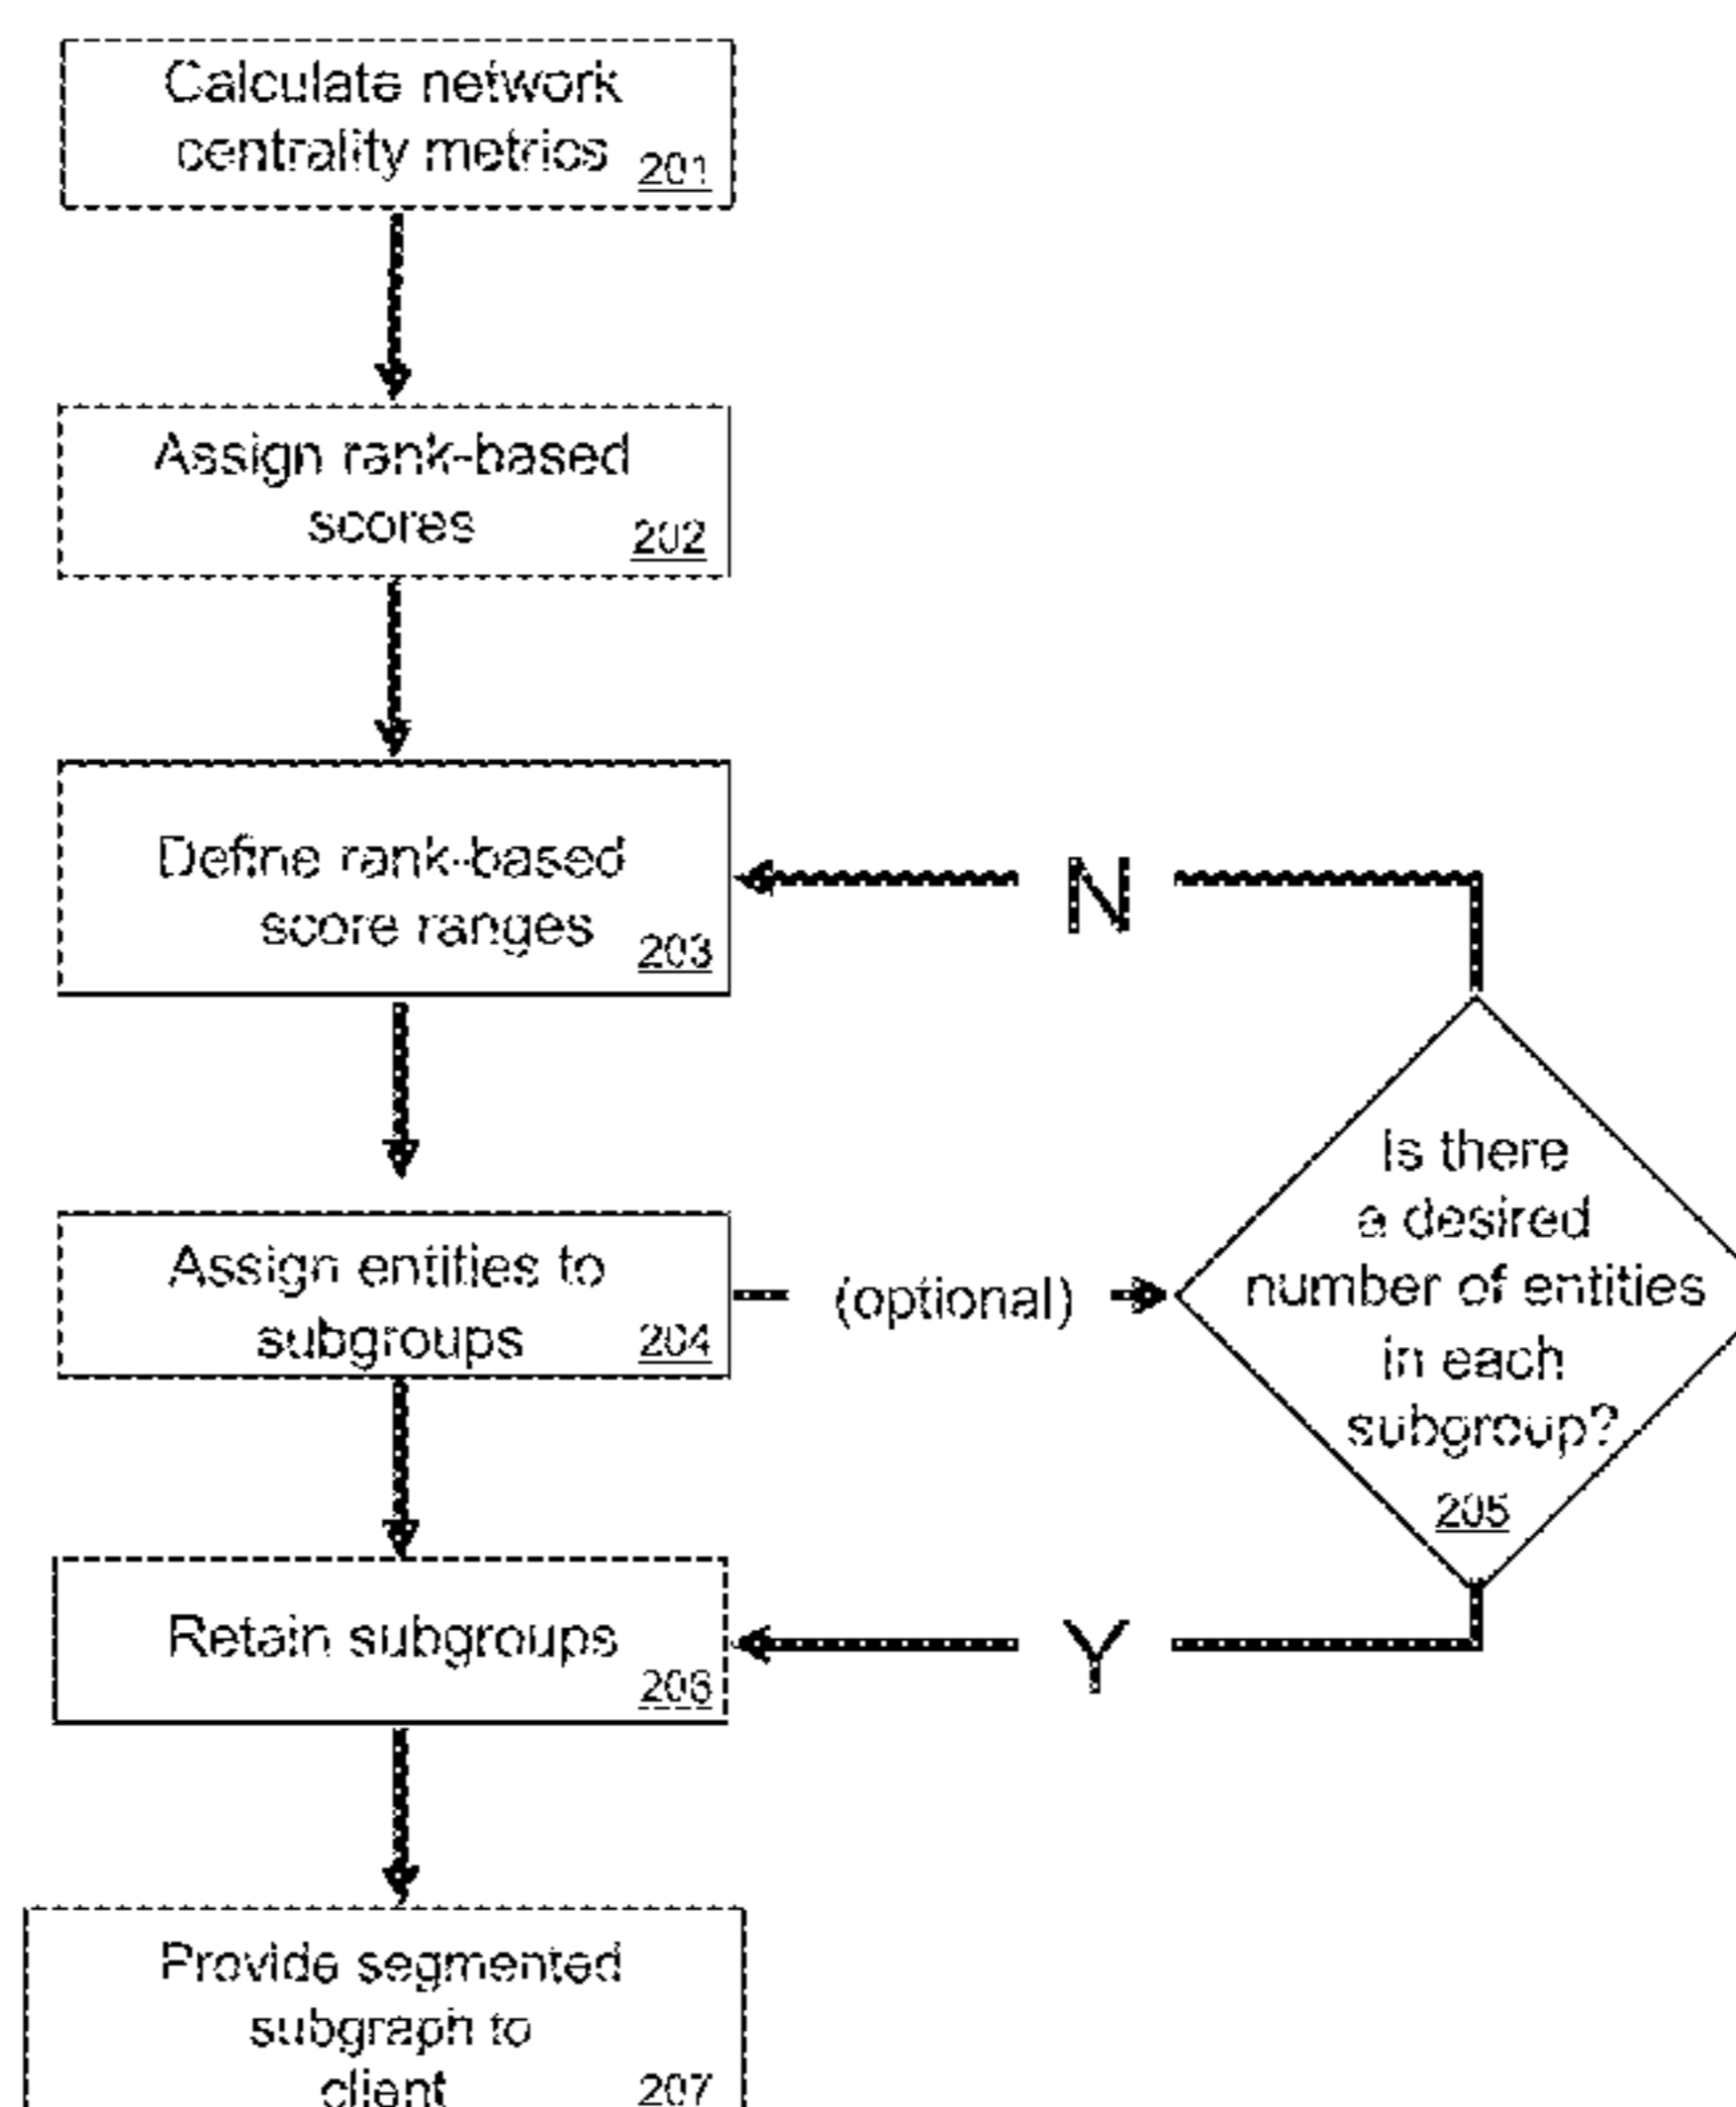 Calculate network
centrality metrics 201
Assign rank-based
scores 202
Define rank-based
score ranges 203
N
Assign entities to
subgroups 204
(optional)
Is there
a desired
number of entities
in each
subgroup?
205
Retain subgroups
206
Y
Provide segmented
subgraph to
client 207